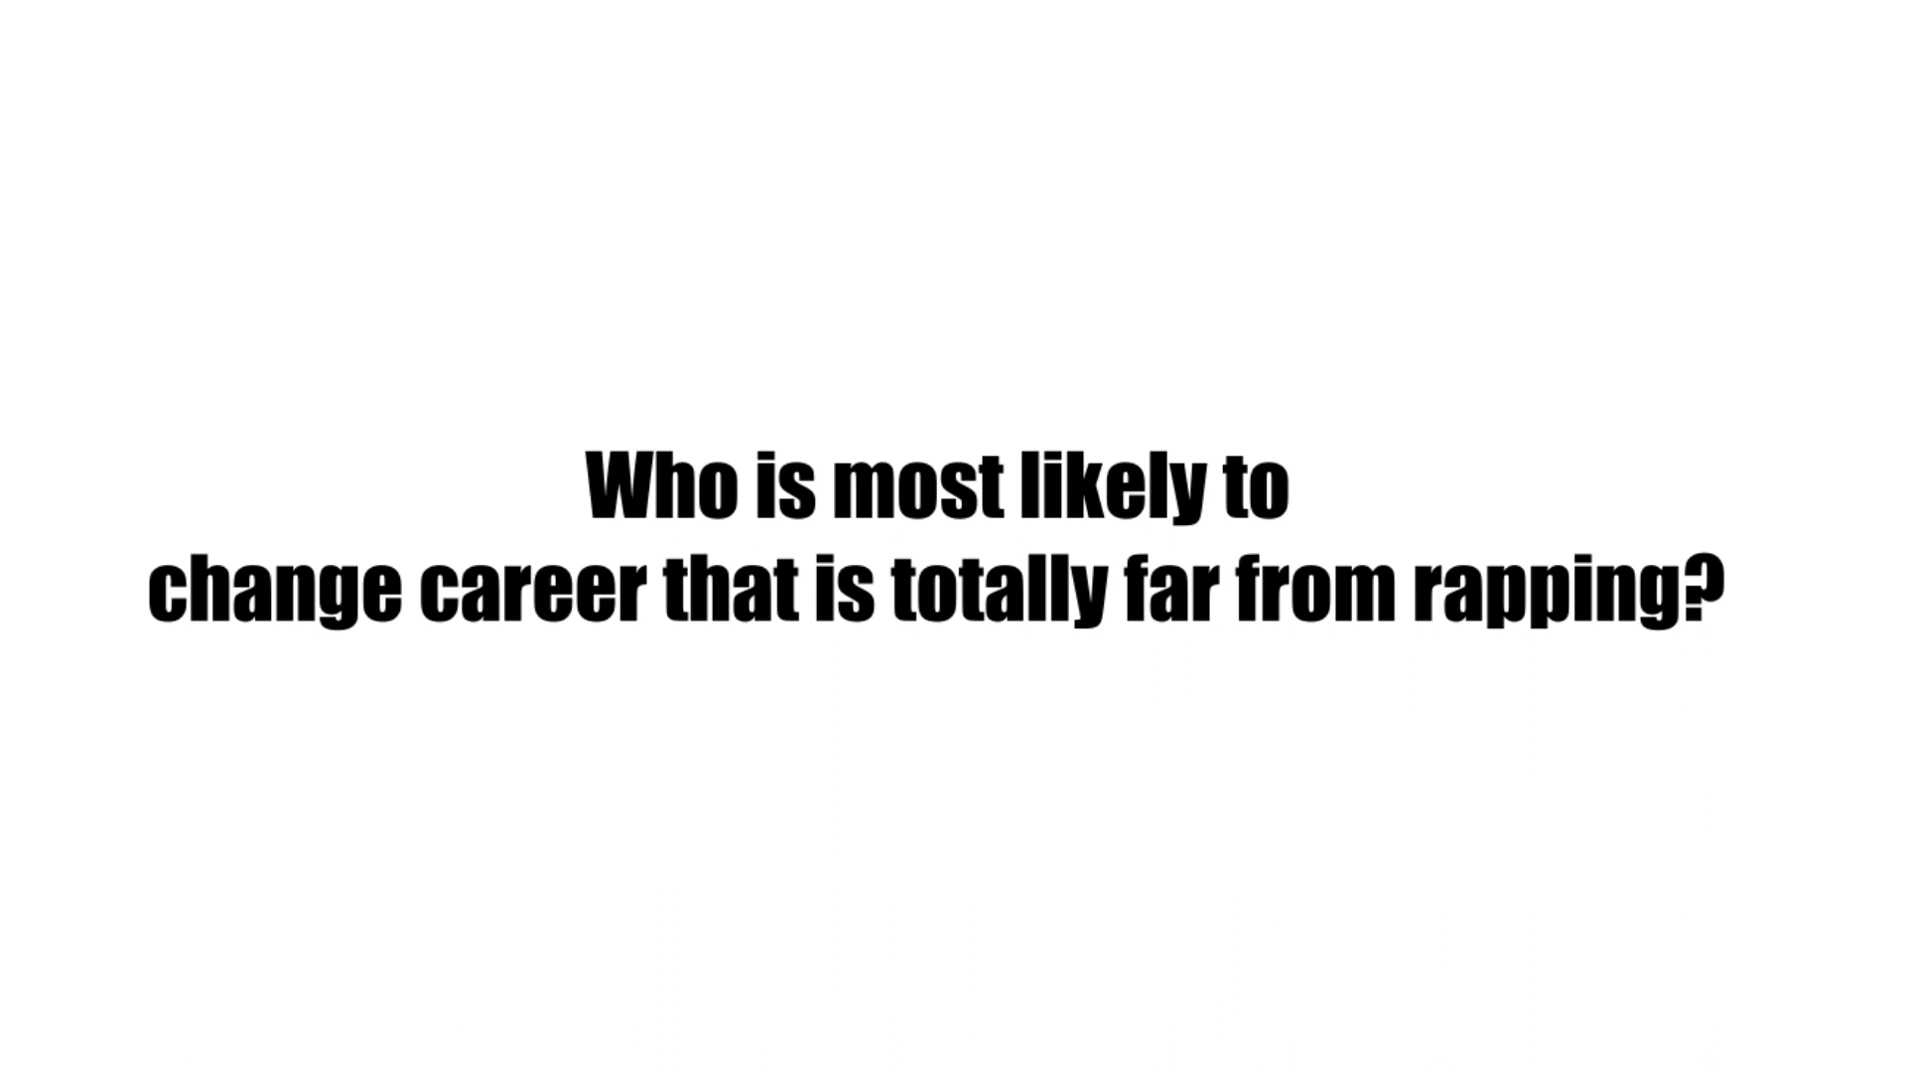 Who is most likely to
change career that is totally far from rapping?